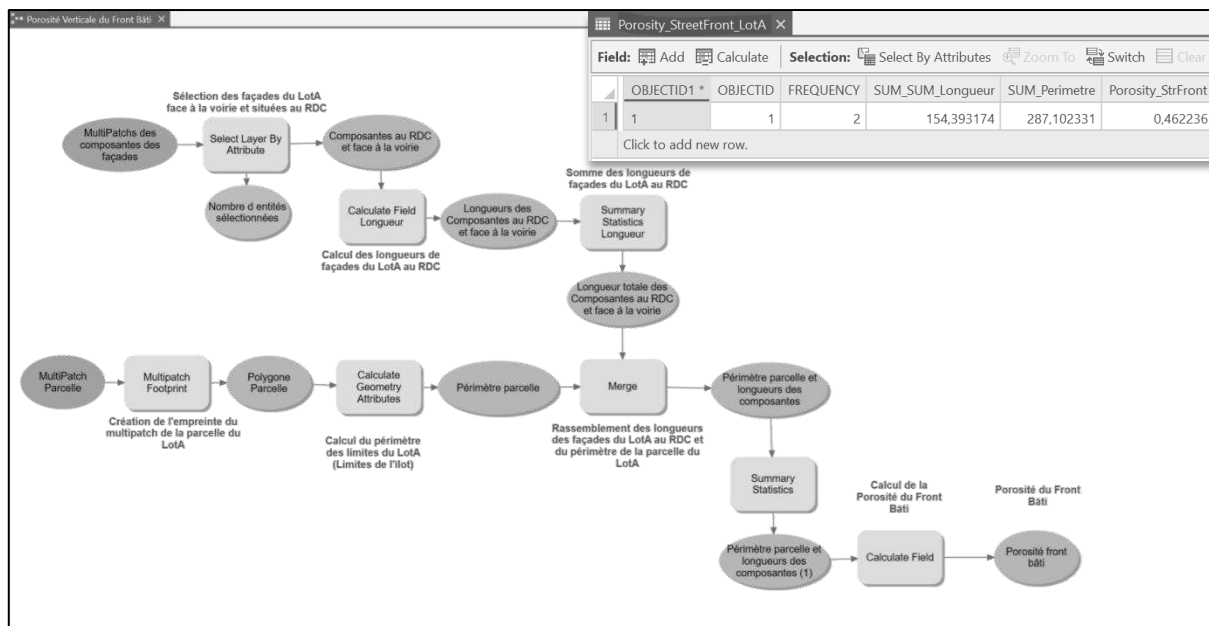 Porosité Verticale du Front Bâti
Porosity_StreetFront_LotA
Field: Add Calculate Selection: Select By Attributes Zoom To Switch Clear
OBJECTID1 * OBJECTID FREQUENCY SUM_SUM_Longueur SUM_Perimetre Porosity_StrFront
1 1 1 2 154,393174 287,102331 0,462236
Click to add new row.
Sélection des façades du LotA
face à la voirie et situées au RDC
MultiPatchs des
composantes des
façades
Select Layer By
Attribute
Composantes au RDC
et face à la voirie
Nombre d entités
sélectionnées
Calculate Field
Longueur
Calcul des longueurs de
façades du LotA au RDC
Longueurs des
Composantes au RDC
et face à la voirie
Somme des longueurs de
façades du LotA au RDC
Summary
Statistics
Longueur
Longueur totale des
Composantes au RDC
et face à la voirie
MultiPatch
Parcelle
Multipatch
Footprint
Création de l'empreinte du
multipatch de la parcelle du
LotA
Polygone
Parcelle
Calculate
Geometry
Attributes
Calcul du périmètre
des limites du LotA
(Limites de l'îlot)
Périmètre parcelle
Merge
Rassemblement des longueurs
des façades du LotA au RDC et
du périmètre de la parcelle du
LotA
Périmètre parcelle et
longueurs des
composantes
Summary
Statistics
Périmètre parcelle et
longueurs des
composantes (1)
Calcul de la
Porosité du Front
Bâti
Calculate Field
Porosité du Front
Bâti
Porosité front
bâti